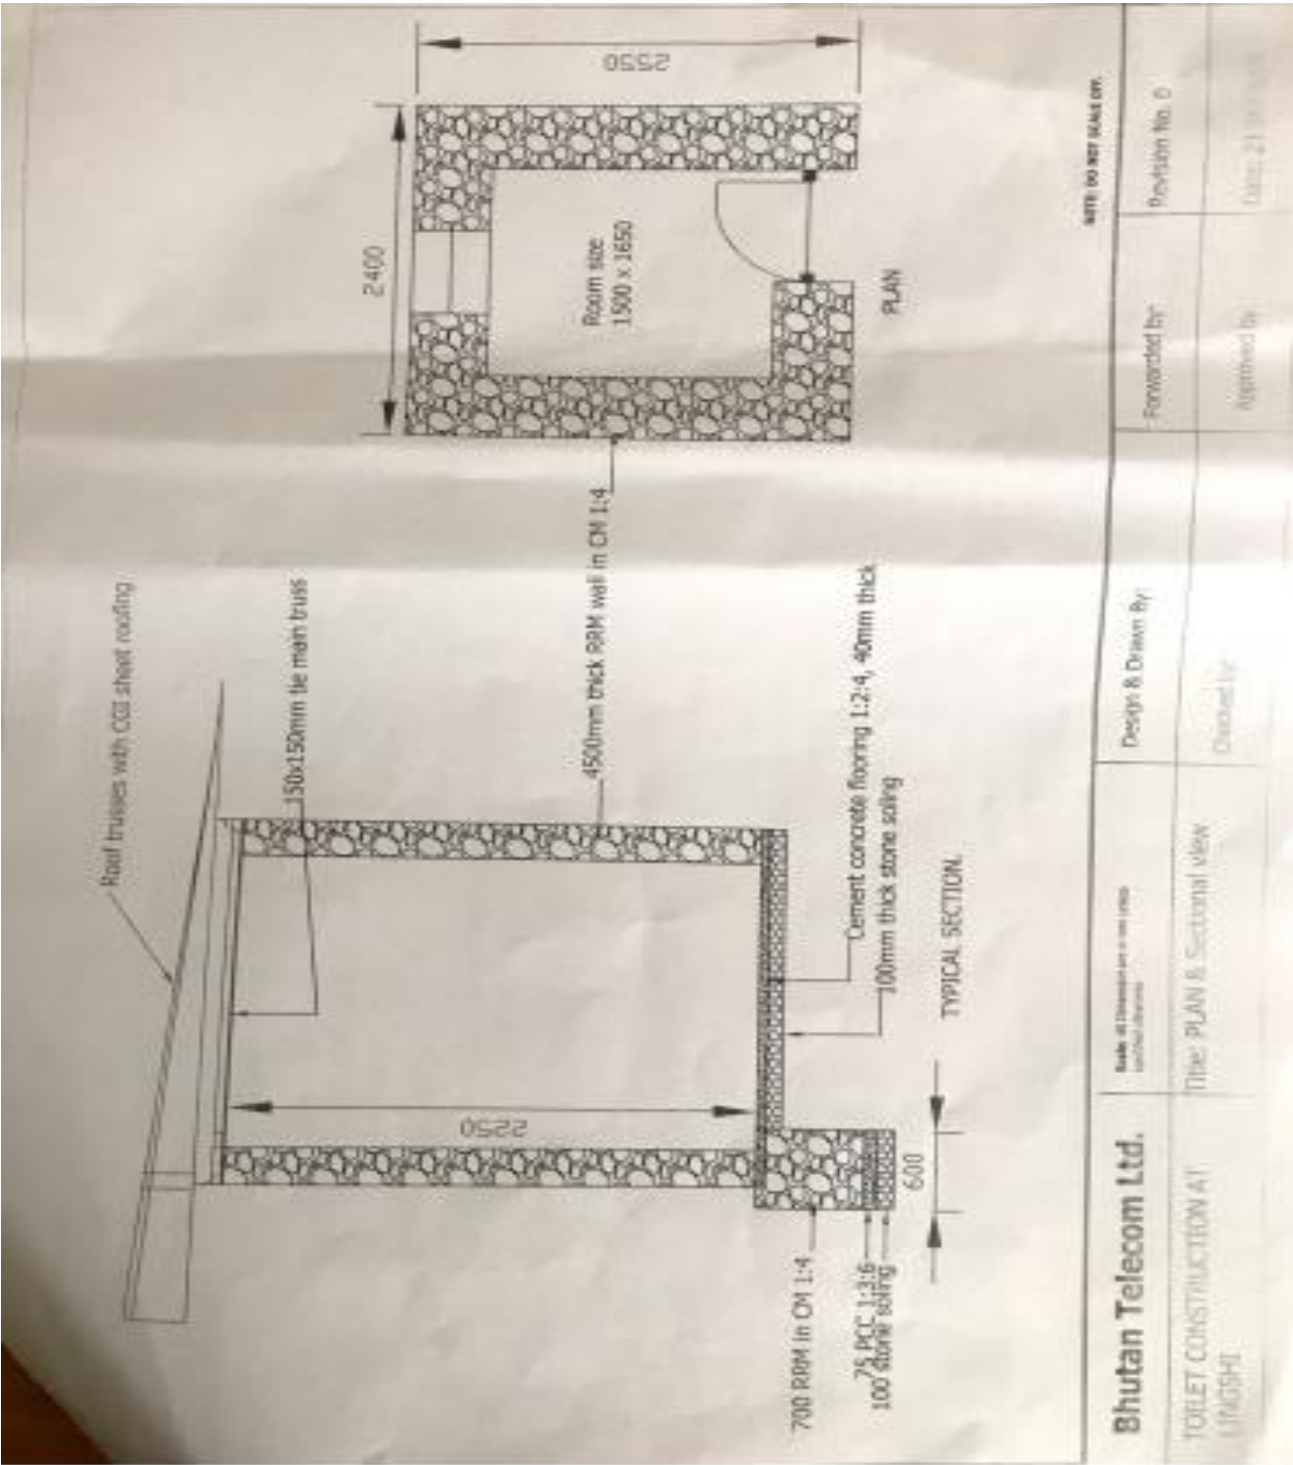 Roof trusses with CGI sheet roofing
150x150mm tie main truss
2250
4500mm thick RRM wall in CM 1:4
Cement concrete flooring 1:2:4, 40mm thick
100mm thick stone soling
700 RRM in CM 1:4
75 PCC 1:3:6
100 stone soling
600
TYPICAL SECTION.
2400
2550
Room size
1500 x 1650
PLAN
NOTE: DO NOT SCALE OFF.
Bhutan Telecom Ltd.
TOILET CONSTRUCTION AT
LINGSHI
Title: PLAN & Sectional view
Design & Drawn By:
Checked by:
Forwarded by:
Approved by:
Revision No. 0
Date: 21